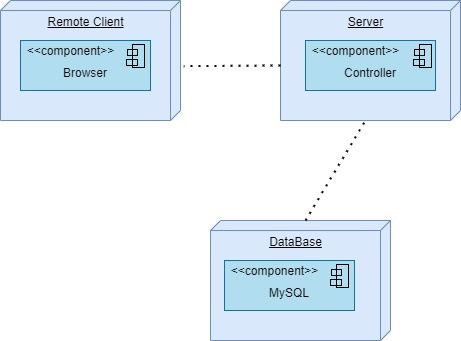 Remote Client
<<component>>
Browser
Server
<<component>>
Controller
DataBase
<<component>>
MySQL